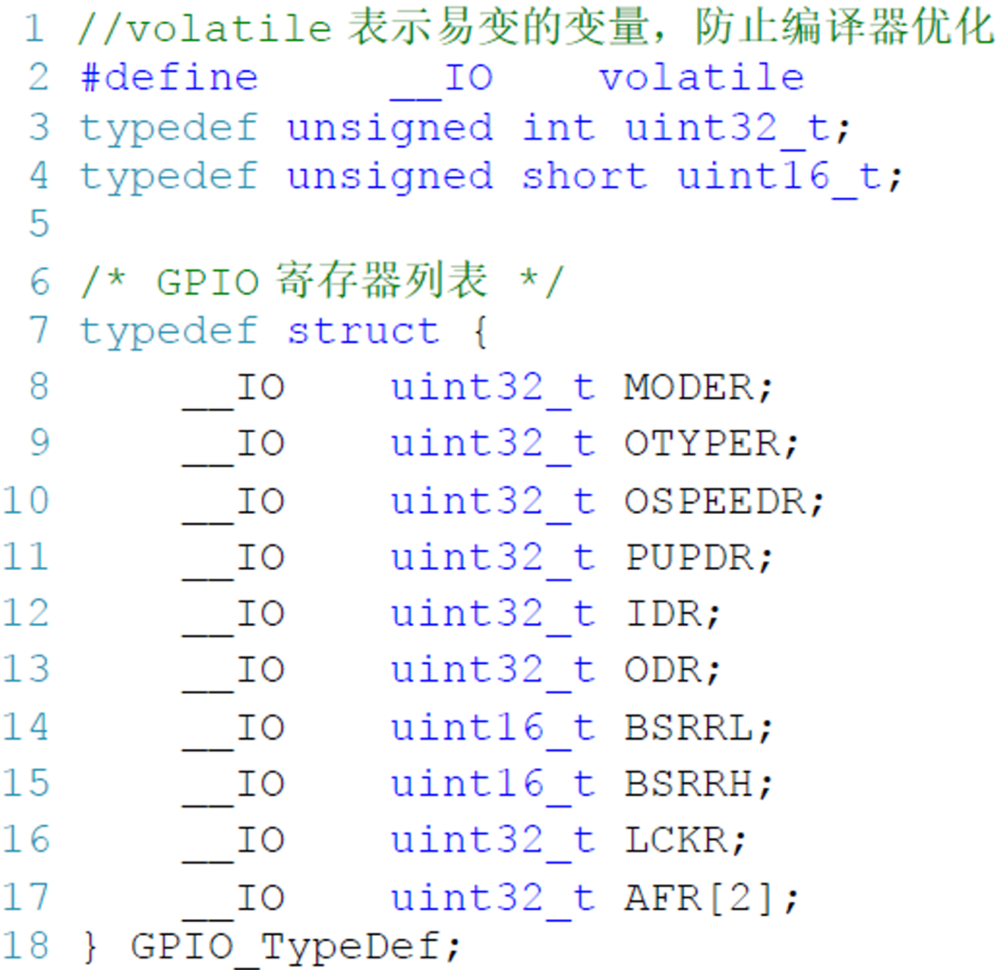 1 //volatile 表示易变的变量，防止编译器优化
2 #define __IO volatile
3 typedef unsigned int uint32_t;
4 typedef unsigned short uint16_t;
5
6 /* GPIO 寄存器列表 */
7 typedef struct {
8 __IO uint32_t MODER;
9 __IO uint32_t OTYPER;
10 __IO uint32_t OSPEEDR;
11 __IO uint32_t PUPDR;
12 __IO uint32_t IDR;
13 __IO uint32_t ODR;
14 __IO uint16_t BSRRL;
15 __IO uint16_t BSRRH;
16 __IO uint32_t LCKR;
17 __IO uint32_t AFR[2];
18 } GPIO_TypeDef;